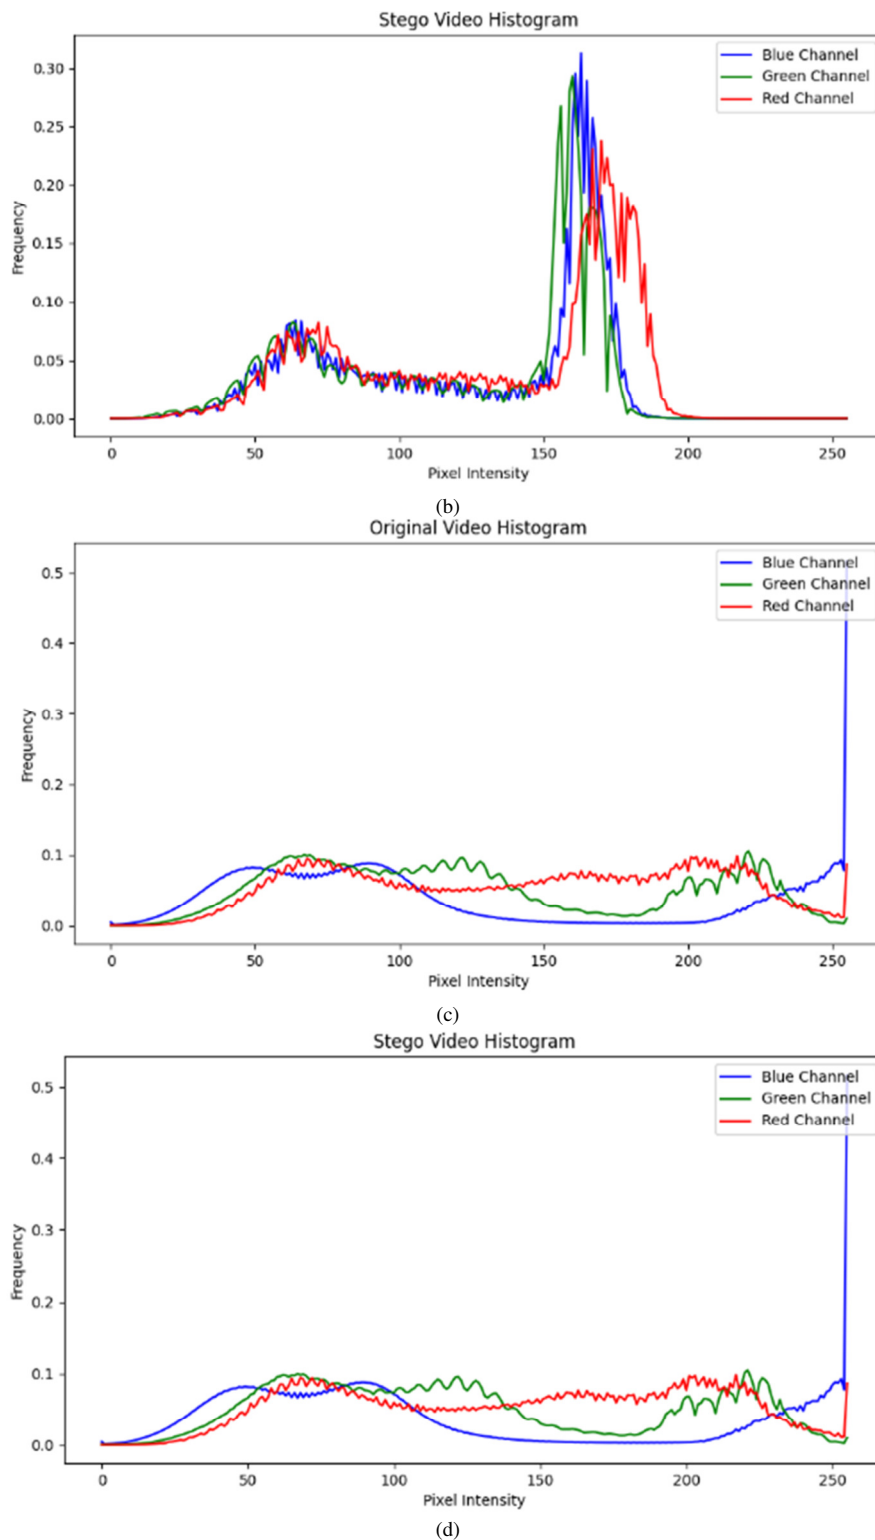 Stego Video Histogram
Blue Channel
Green Channel
Red Channel
0.30
0.25
0.20
0.15
0.10
0.05
0.00
Frequency
0 50 100 150 200 250
Pixel Intensity
(b)
Original Video Histogram
Blue Channel
Green Channel
Red Channel
0.5
0.4
0.3
0.2
0.1
0.0
Frequency
0 50 100 150 200 250
Pixel Intensity
(c)
Stego Video Histogram
Blue Channel
Green Channel
Red Channel
0.5
0.4
0.3
0.2
0.1
0.0
Frequency
0 50 100 150 200 250
Pixel Intensity
(d)